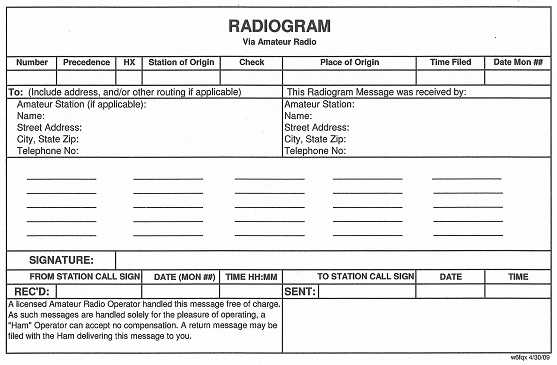 RADIOGRAM
Via Amateur Radio
Number Precedence HX Station of Origin Check Place of Origin Time Filed Date Mon ##
To: (Include address, and/or other routing if applicable) This Radiogram Message was received by:
Amateur Station (if applicable): Amateur Station:
Name: Name:
Street Address: Street Address:
City, State Zip: City, State Zip:
Telephone No: Telephone No:
SIGNATURE:
FROM STATION CALL SIGN DATE (MON ##) TIME HH:MM TO STATION CALL SIGN DATE TIME
REC'D: SENT:
A licensed Amateur Radio Operator handled this message free of charge.
As such messages are handled solely for the pleasure of operating, a
"Ham" Operator can accept no compensation. A return message may be
filed with the Ham delivering this message to you.
w6fqx 4/30/09